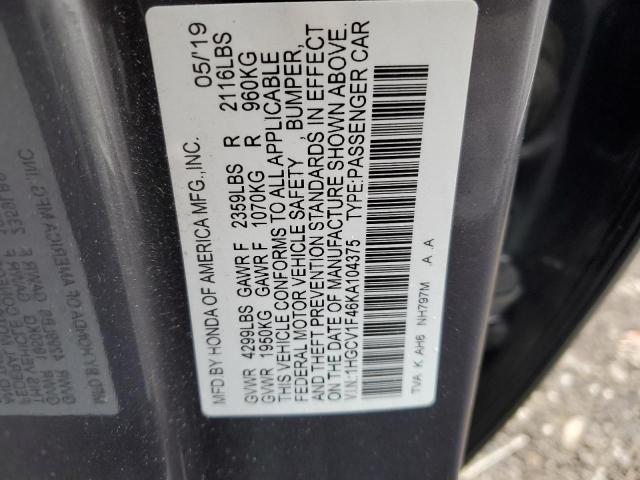 MFD BY HONDA OF AMERICA MFG.,INC. 05/'19
GVWR 4299LBS GAWR F 2359LBS R 2116LBS
GVWR 1950KG GAWR F 1070KG R 960KG
THIS VEHICLE CONFORMS TO ALL APPLICABLE
FEDERAL MOTOR VEHICLE SAFETY , BUMPER,
AND THEFT PREVENTION STANDARDS IN EFFECT
ON THE DATE OF MANUFACTURE SHOWN ABOVE.
V.I.N.:1HGCV1F46KA104375 TYPE:PASSENGER CAR
TVA K AH6 NH797M A .A